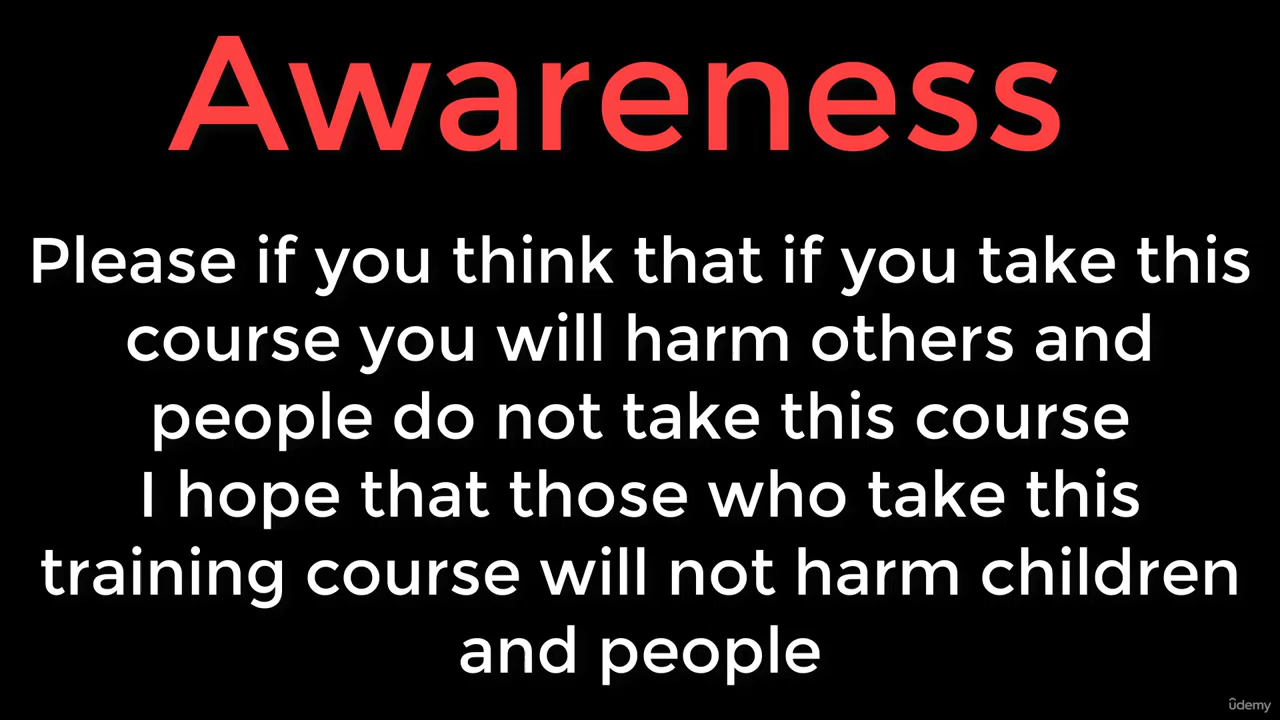 Awareness
Please if you think that if you take this
course you will harm others and
people do not take this course
I hope that those who take this
training course will not harm children
and people
ûdemy